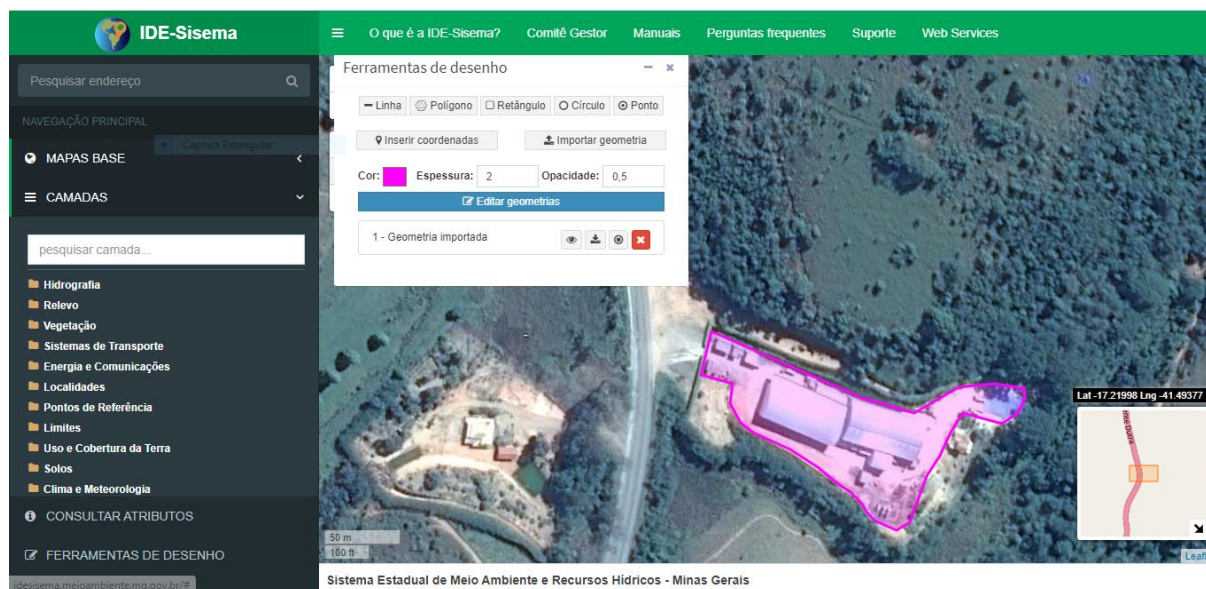 IDE-Sisema
O que é a IDE-Sisema? Comitê Gestor Manuais Perguntas frequentes Suporte Web Services
Pesquisar endereço
NAVEGAÇÃO PRINCIPAL
Captura Retangular
MAPAS BASE
CAMADAS
pesquisar camada...
Hidrografia
Relevo
Vegetação
Sistemas de Transporte
Energia e Comunicações
Localidades
Pontos de Referência
Limites
Uso e Cobertura da Terra
Solos
Clima e Meteorologia
CONSULTAR ATRIBUTOS
FERRAMENTAS DE DESENHO
idesisema.meioambiente.mg.gov.br/#
Ferramentas de desenho
Linha Polígono Retângulo Círculo Ponto
Inserir coordenadas Importar geometria
Cor: Espessura: 2 Opacidade: 0,5
Editar geometrias
1 - Geometria importada
Lat -17.21998 Lng -41.49377
Dutra
50 m
100 ft
Leafl
Sistema Estadual de Meio Ambiente e Recursos Hídricos - Minas Gerais